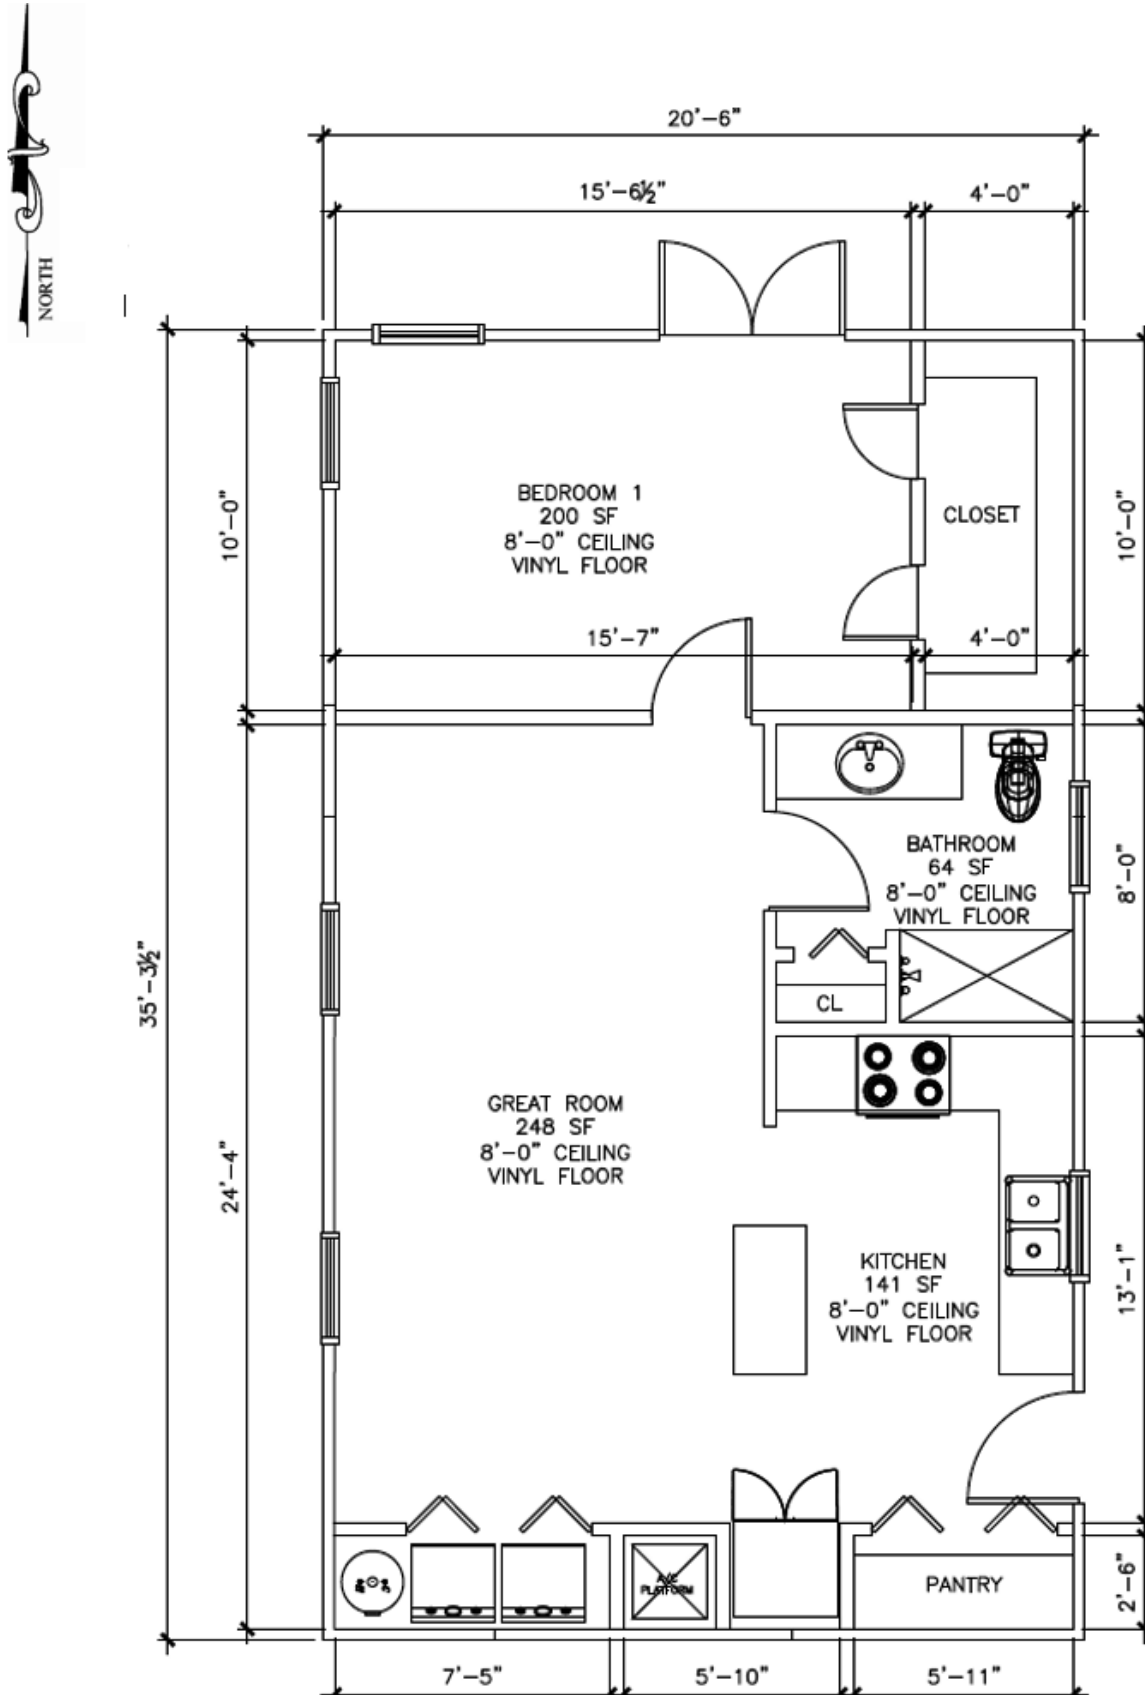 NORTH
20'-6"
15'-6½"
4'-0"
10'-0"
BEDROOM 1
200 SF
8'-0" CEILING
VINYL FLOOR
CLOSET
10'-0"
15'-7"
4'-0"
35'-3½"
24'-4"
BATHROOM
64 SF
8'-0" CEILING
VINYL FLOOR
8'-0"
CL
GREAT ROOM
248 SF
8'-0" CEILING
VINYL FLOOR
KITCHEN
141 SF
8'-0" CEILING
VINYL FLOOR
13'-1"
A/C
PLATFORM
PANTRY
2'-6"
7'-5"
5'-10"
5'-11"